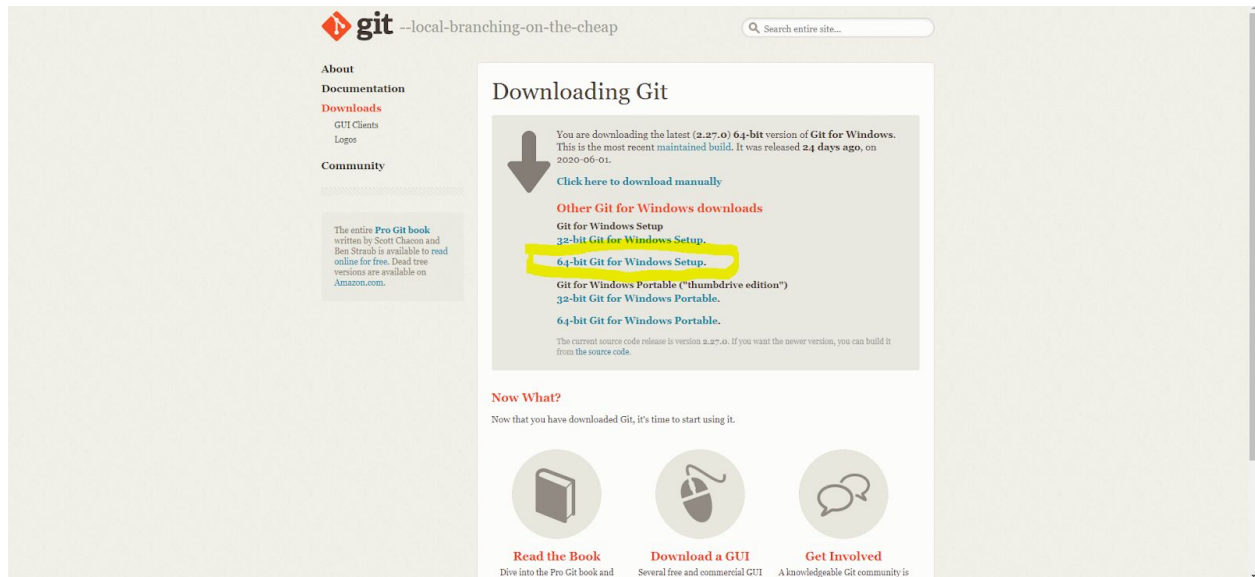 git --local-branching-on-the-cheap
Search entire site...
About
Documentation
Downloads
GUI Clients
Logos
Community
The entire Pro Git book
written by Scott Chacon and
Ben Straub is available to read
online for free. Dead tree
versions are available on
Amazon.com.
Downloading Git
You are downloading the latest (2.27.0) 64-bit version of Git for Windows.
This is the most recent maintained build. It was released 24 days ago, on
2020-06-01.
Click here to download manually
Other Git for Windows downloads
Git for Windows Setup
32-bit Git for Windows Setup.
64-bit Git for Windows Setup.
Git for Windows Portable ("thumbdrive edition")
32-bit Git for Windows Portable.
64-bit Git for Windows Portable.
The current source code release is version 2.27.0. If you want the newer version, you can build it
from the source code.
Now What?
Now that you have downloaded Git, it's time to start using it.
Read the Book
Dive into the Pro Git book and
Download a GUI
Several free and commercial GUI
Get Involved
A knowledgeable Git community is